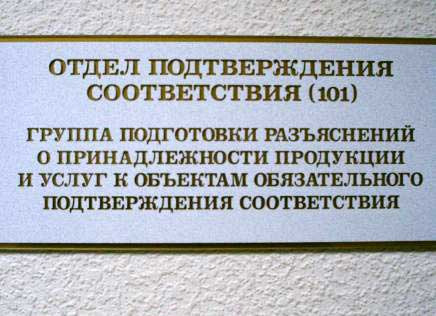 ОТДЕЛ ПОДТВЕРЖДЕНИЯ
СООТВЕТСТВИЯ (101)
ГРУППА ПОДГОТОВКИ РАЗЪЯСНЕНИЙ
О ПРИНАДЛЕЖНОСТИ ПРОДУКЦИИ
И УСЛУГ К ОБЪЕКТАМ ОБЯЗАТЕЛЬНОГО
ПОДТВЕРЖДЕНИЯ СООТВЕТСТВИЯ